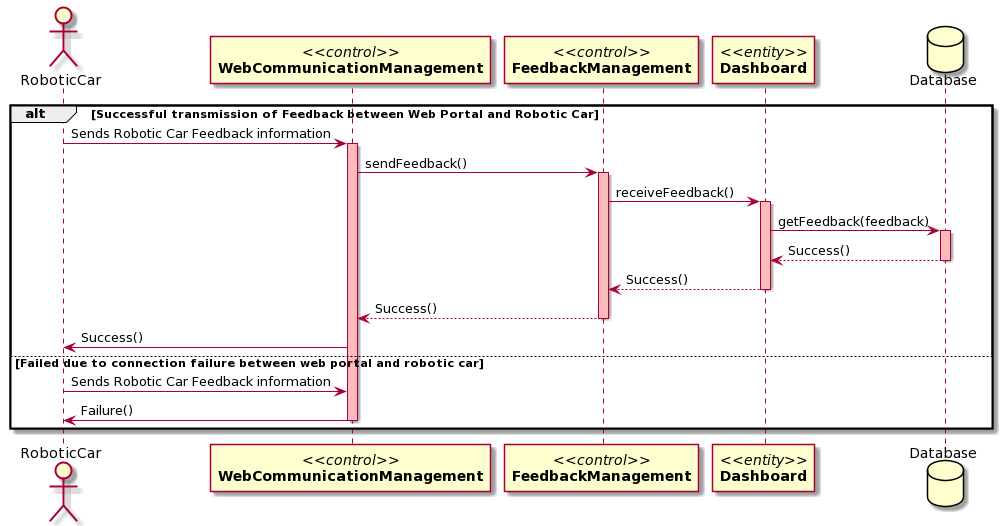 RoboticCar
<<control>>
WebCommunicationManagement
<<control>>
FeedbackManagement
<<entity>>
Dashboard
Database
alt
[Successful transmission of Feedback between Web Portal and Robotic Car]
Sends Robotic Car Feedback information
sendFeedback()
receiveFeedback()
getFeedback(feedback)
Success()
Success()
Success()
Success()
[Failed due to connection failure between web portal and robotic car]
Sends Robotic Car Feedback information
Failure()
RoboticCar
<<control>>
WebCommunicationManagement
<<control>>
FeedbackManagement
<<entity>>
Dashboard
Database